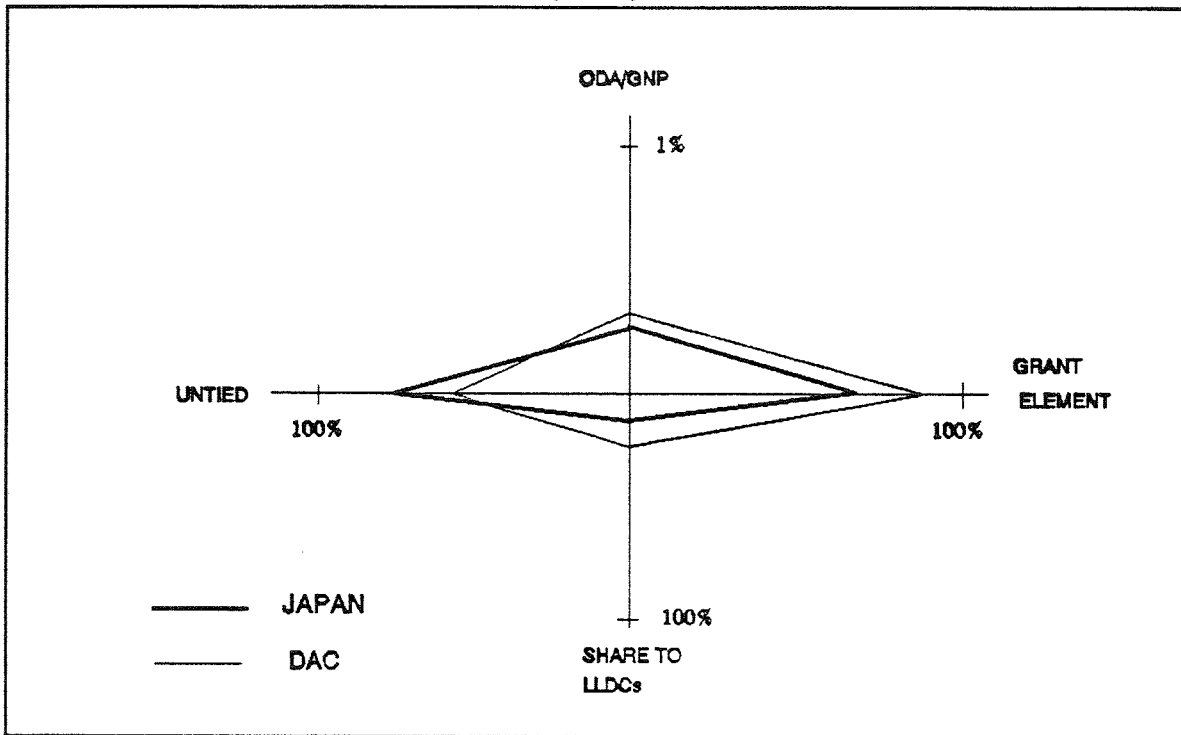 ODA/GNP
1%
GRANT
UNTIED
ELEMENT
100%
100%
JAPAN
100%
DAC
SHARE TO
LLDCs